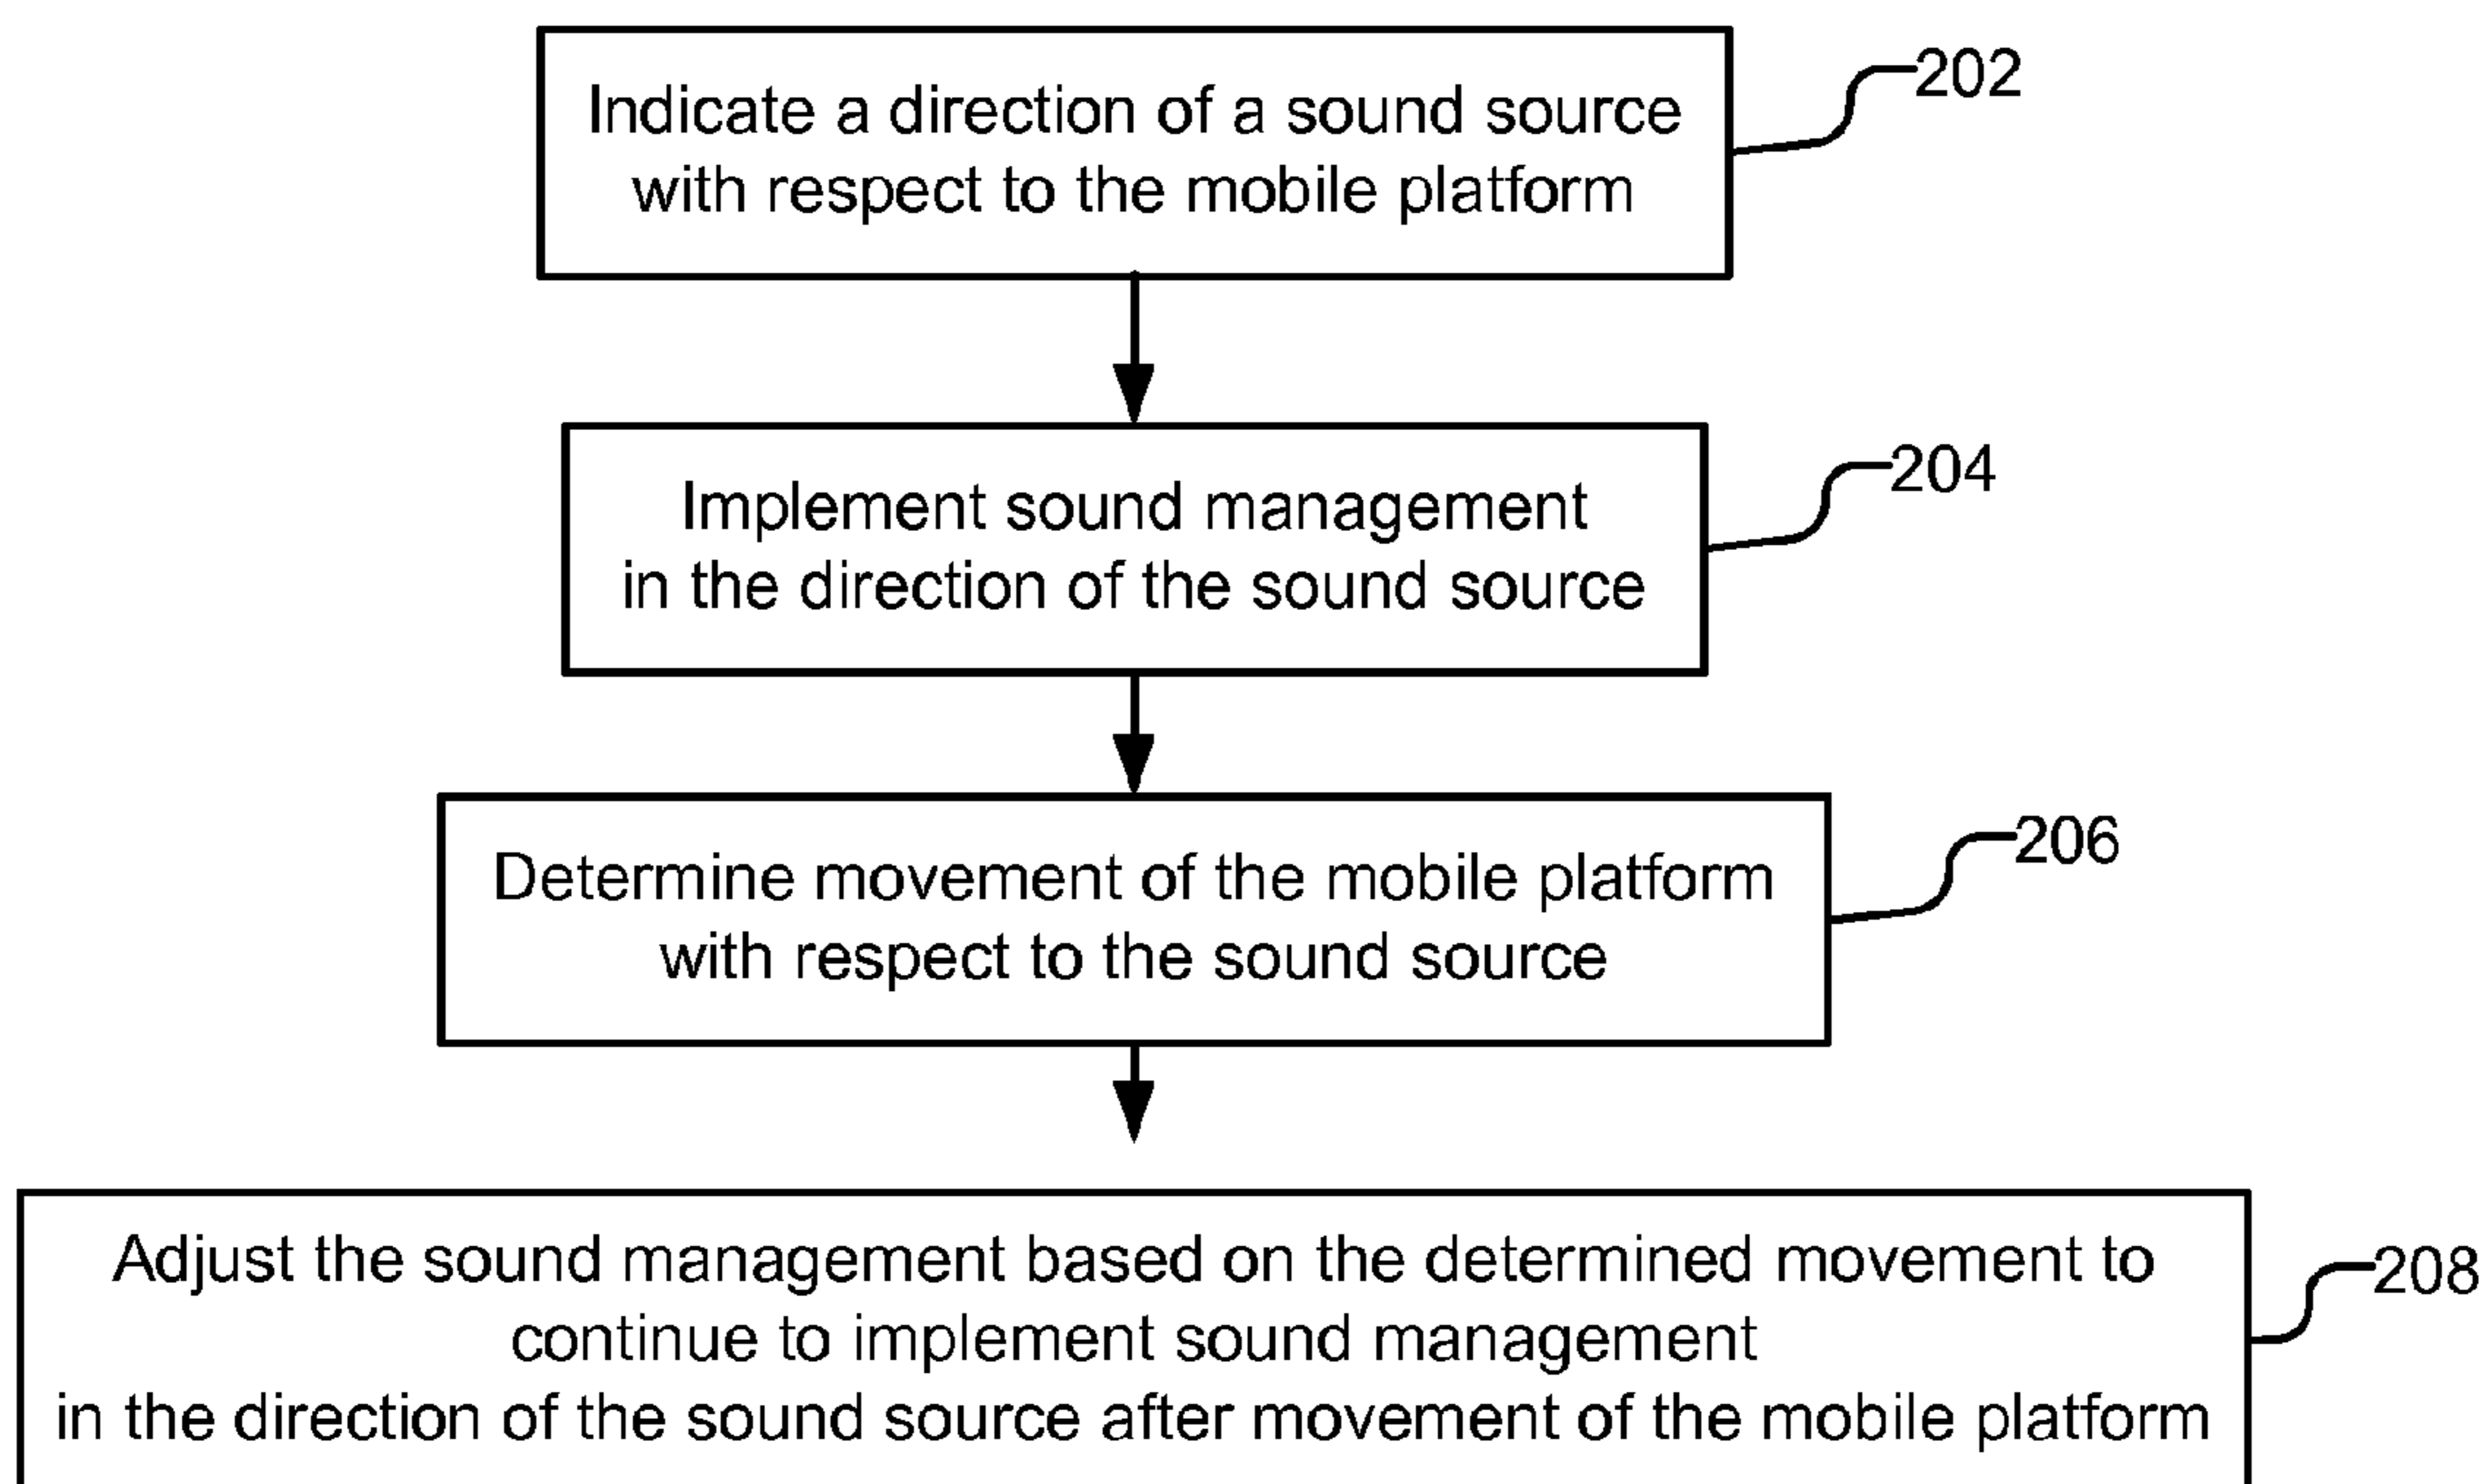 Indicate a direction of a sound source
with respect to the mobile platform
202
Implement sound management
in the direction of the sound source
204
Determine movement of the mobile platform
with respect to the sound source
206
Adjust the sound management based on the determined movement to
continue to implement sound management
in the direction of the sound source after movement of the mobile platform
208